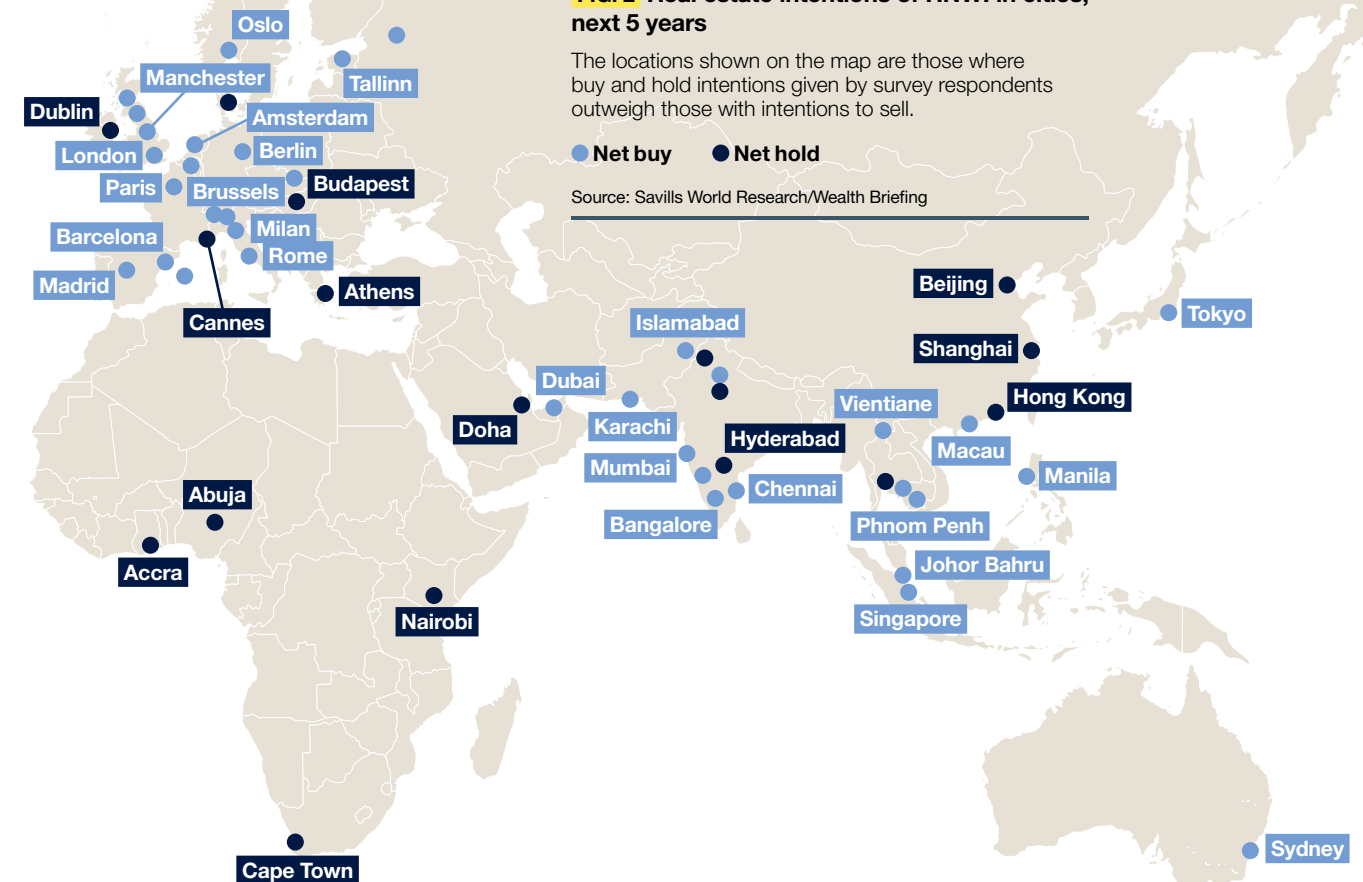 next 5 years
The locations shown on the map are those where
buy and hold intentions given by survey respondents
outweigh those with intentions to sell.
Net buy
Net hold
Source: Savills World Research/Wealth Briefing
Oslo
Manchester
Tallinn
Dublin
Amsterdam
London
Berlin
Paris
Brussels
Budapest
Barcelona
Milan
Rome
Madrid
Athens
Cannes
Beijing
Tokyo
Islamabad
Shanghai
Dubai
Vientiane
Hong Kong
Doha
Karachi
Hyderabad
Macau
Mumbai
Manila
Chennai
Abuja
Bangalore
Phnom Penh
Accra
Johor Bahru
Nairobi
Singapore
Sydney
Cape Town